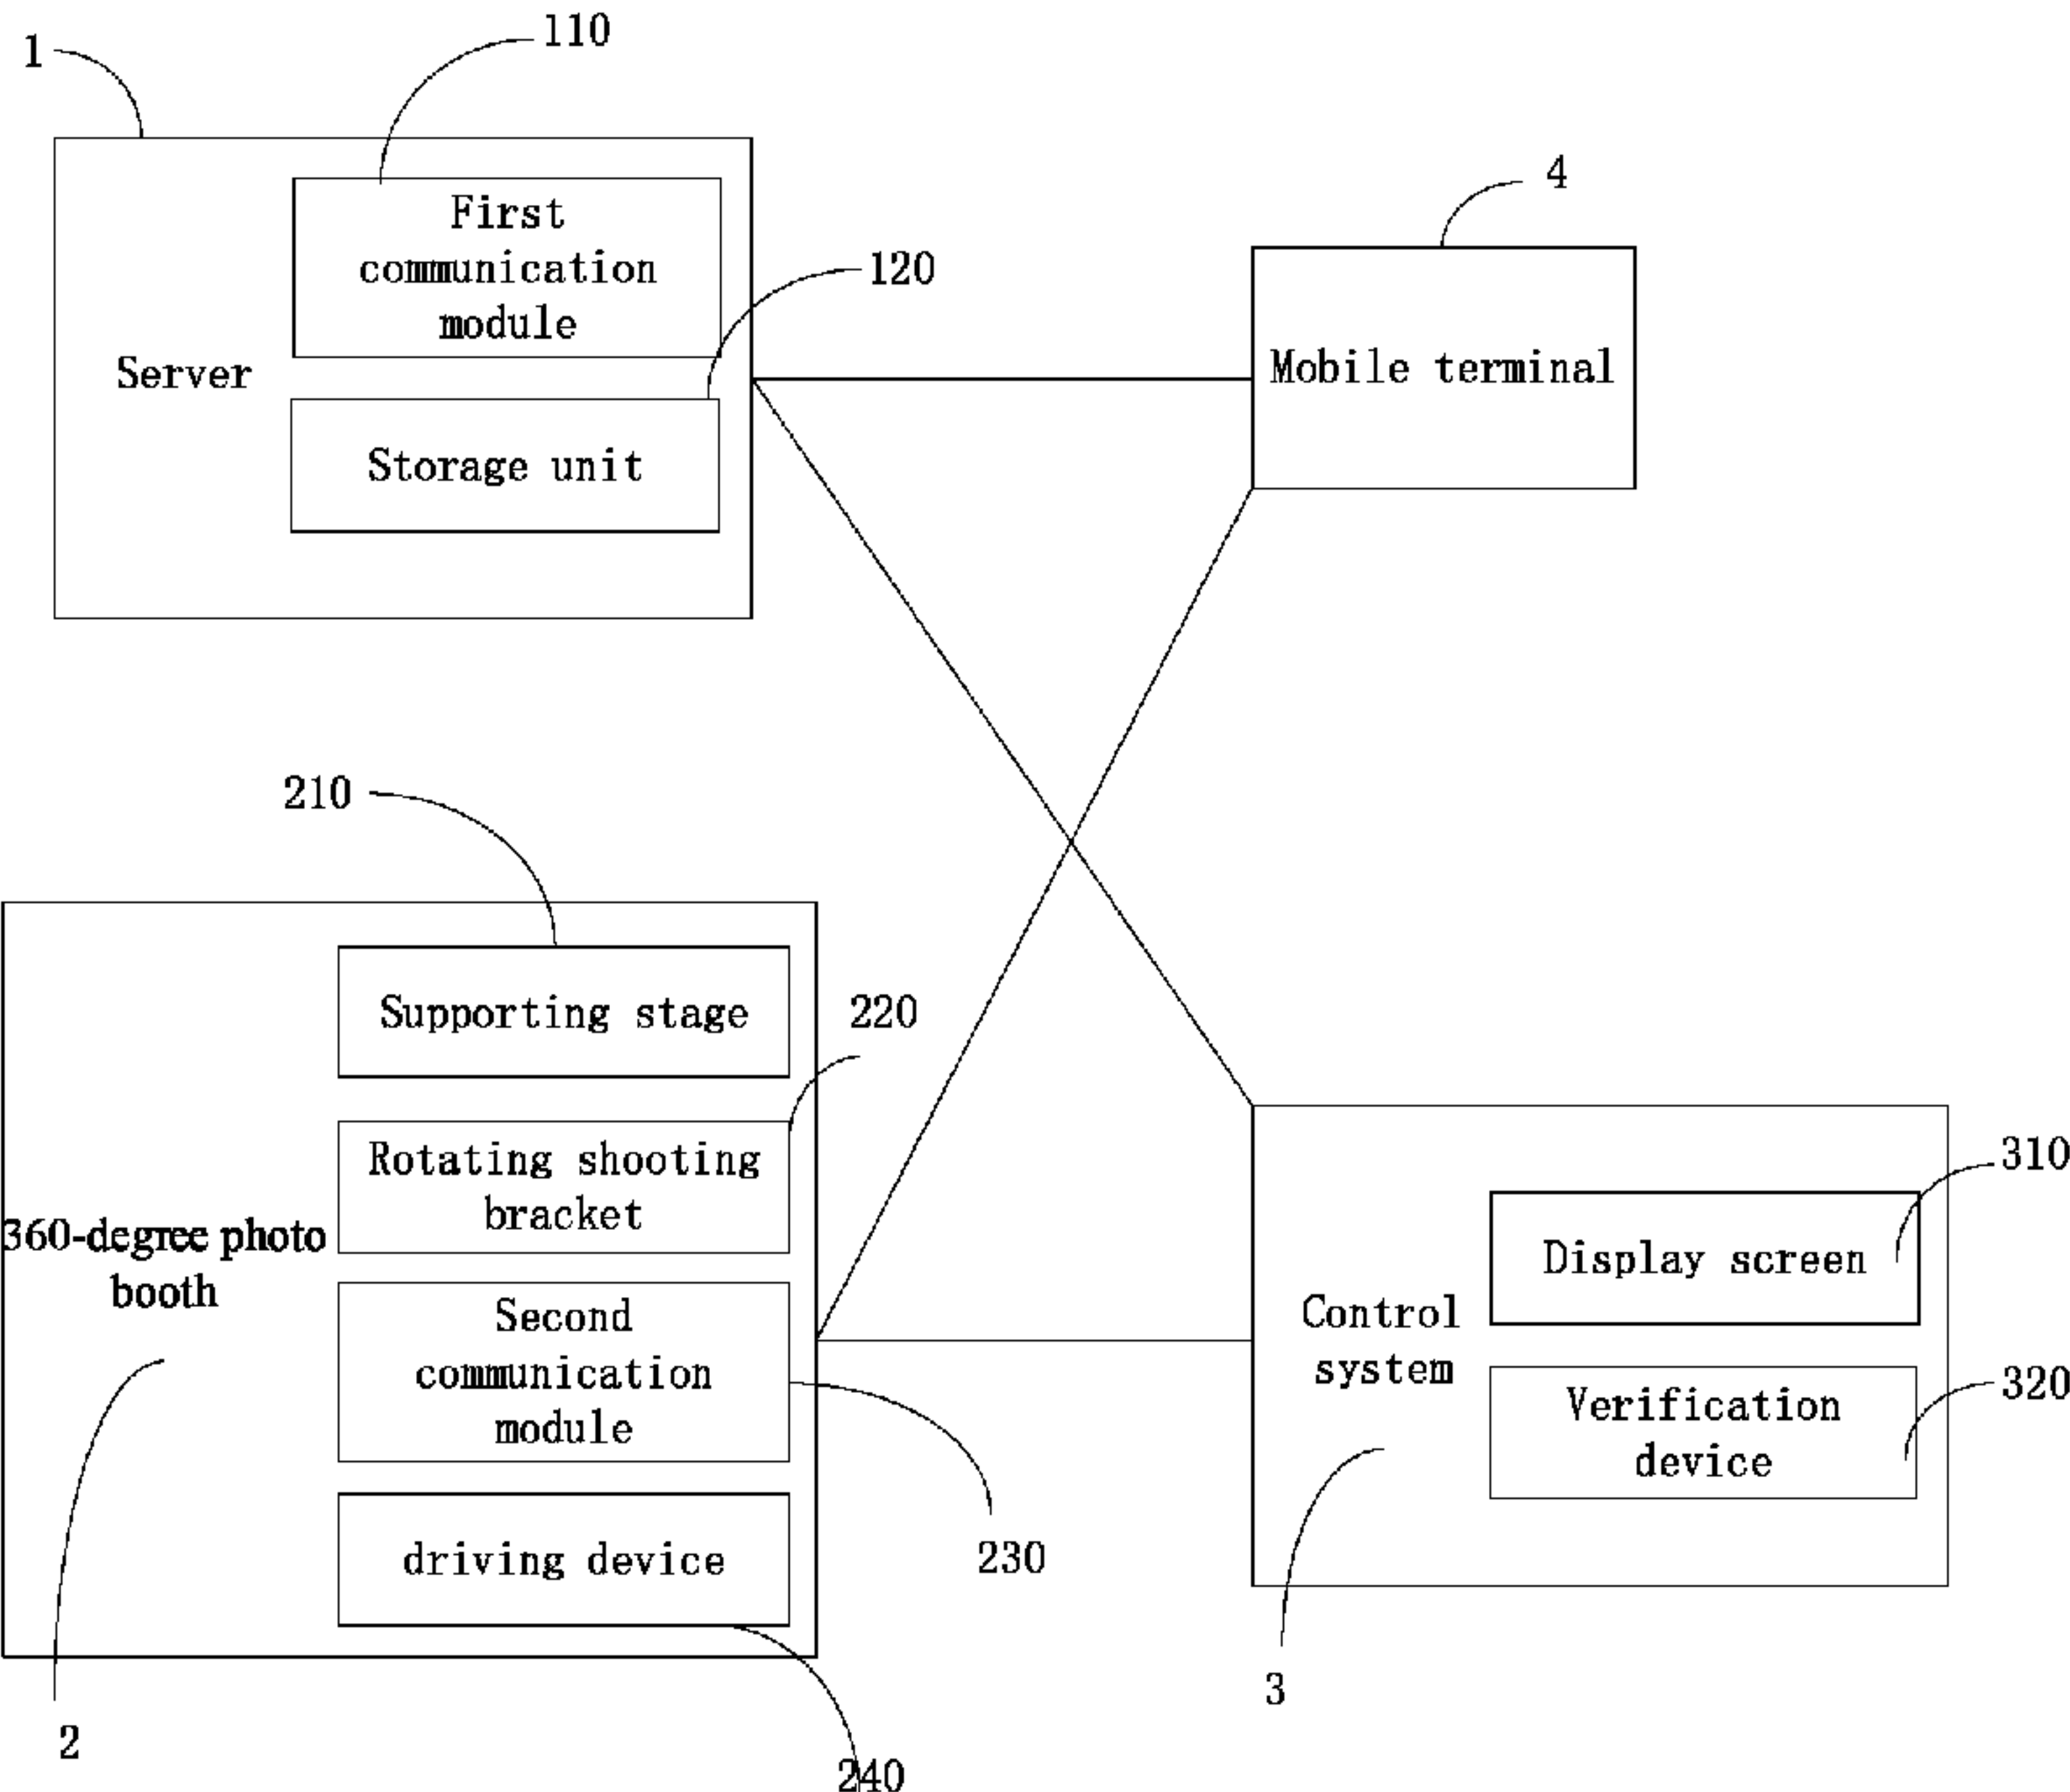 1
110
First
communication
module
120
Server
Storage unit
4
Mobile terminal
210
Supporting stage
220
Rotating shooting
bracket
360-degree photo
booth
Second
communication
module
230
driving device
2
240
310
Display screen
Control
system
320
Verification
device
3